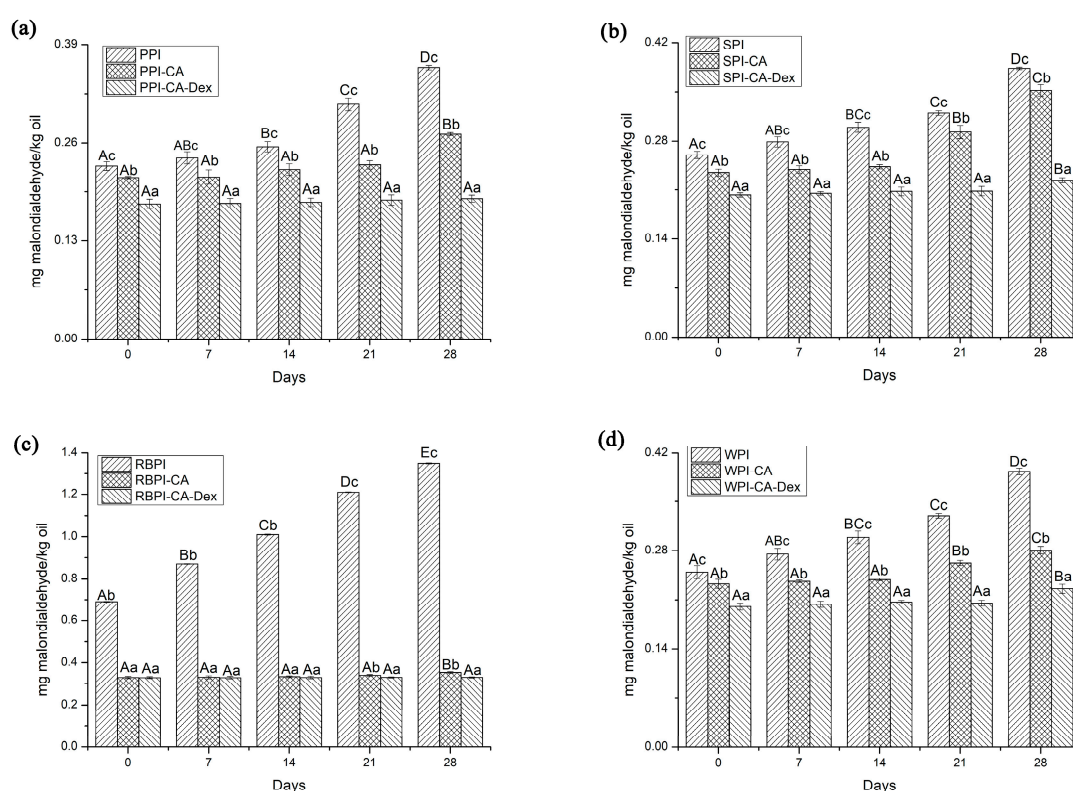 (a)
0.39
0.26
0.13
0.00
mg malondialdehyde/kg oil
PPI
PPI-CA
PPI-CA-Dex
Ac Ab Aa
ABc Ab Aa
Bc Ab Aa
Cc Ab Aa
Dc Bb Aa
0 7 14 21 28
Days
(b)
0.42
0.28
0.14
0.00
mg malondialdenhyde/kg oil
SPI
SPI-CA
SPI-CA-Dex
Ac Ab Aa
ABc Ab Aa
BCc Ab Aa
Cc Bb Aa
Dc Cb Ba
0 7 14 21 28
Days
(c)
1.4
1.2
1.0
0.8
0.6
0.4
0.2
0.0
mg malondialdehyde/kg oil
RBPI
RBPI-CA
RBPI-CA-Dex
Ab Aa Aa
Bb Aa Aa
Cb Aa Aa
Dc Ab Aa
Ec Bb Aa
0 7 14 21 28
Days
(d)
0.42
0.28
0.14
0.00
mg malondialdehyde/kg oil
WPI
WPI-CA
WPI-CA-Dex
Ac Ab Aa
ABc Ab Aa
BCc Ab Aa
Cc Bb Aa
Dc Cb Ba
0 7 14 21 28
Days